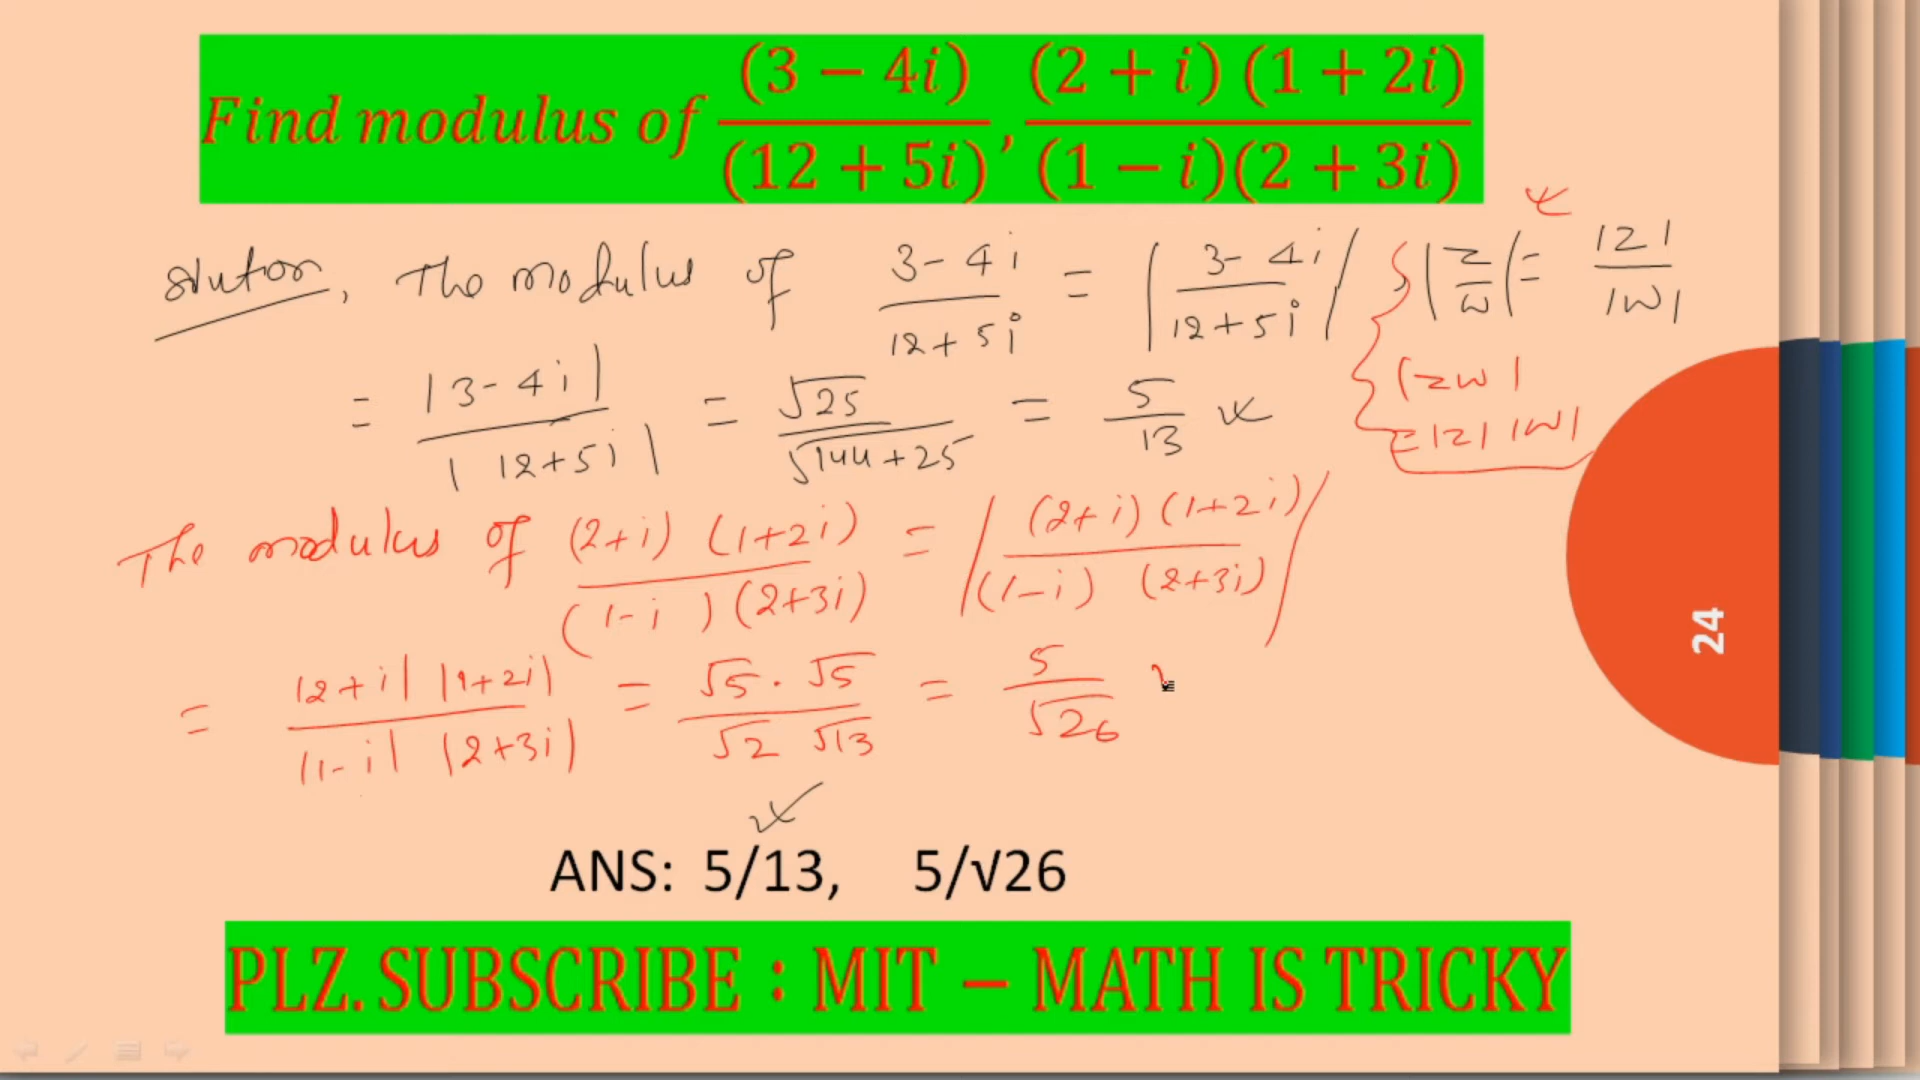 Find modulus of (3 − 4i)/(12 + 5i), (2 + i) (1 + 2i)/(1 − i)(2 + 3i)
Solution, The modulus of 3-4i/12+5i = |3-4i/12+5i| {|z/w| = |z|/|w|
= |3-4i|/|12+5i| = √25/√144+25 = 5/13
|zw|
= |z| |w|
The modulus of (2+i) (1+2i)/(1-i) (2+3i) = |(2+i) (1+2i)/(1-i) (2+3i)|
= |2+i| |1+2i|/|1-i| |2+3i| = √5 · √5/√2 √13 = 5/√26
24
ANS: 5/13, 5/√26
PLZ. SUBSCRIBE : MIT − MATH IS TRICKY